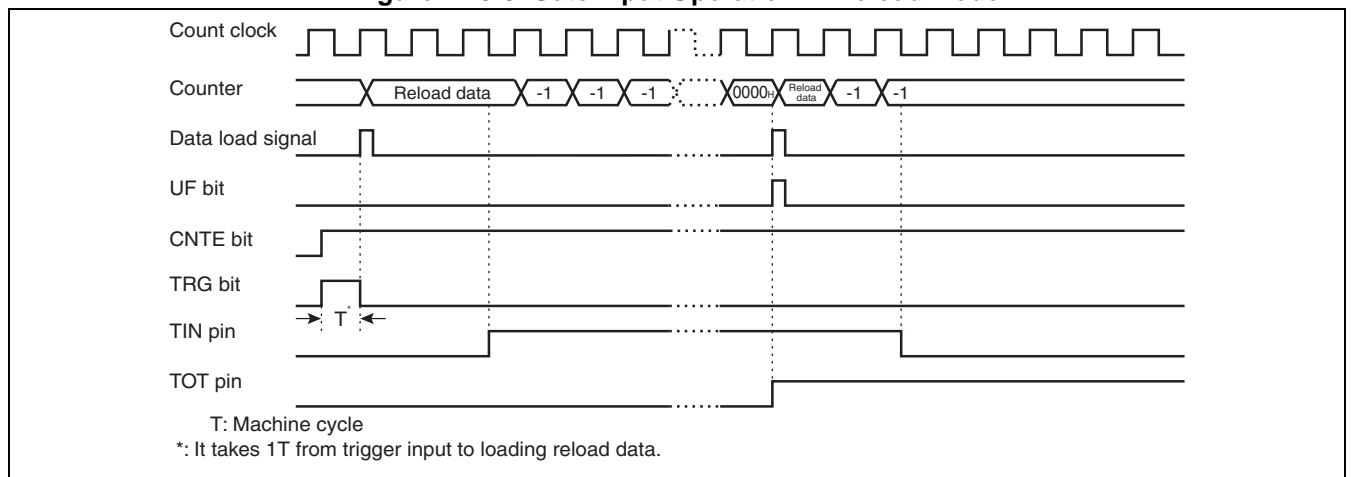 Count clock
Counter Reload data -1 -1 -1 0000H Reload data -1 -1
Data load signal
UF bit
CNTE bit
TRG bit
T*
TIN pin
TOT pin
T: Machine cycle
*: It takes 1T from trigger input to loading reload data.